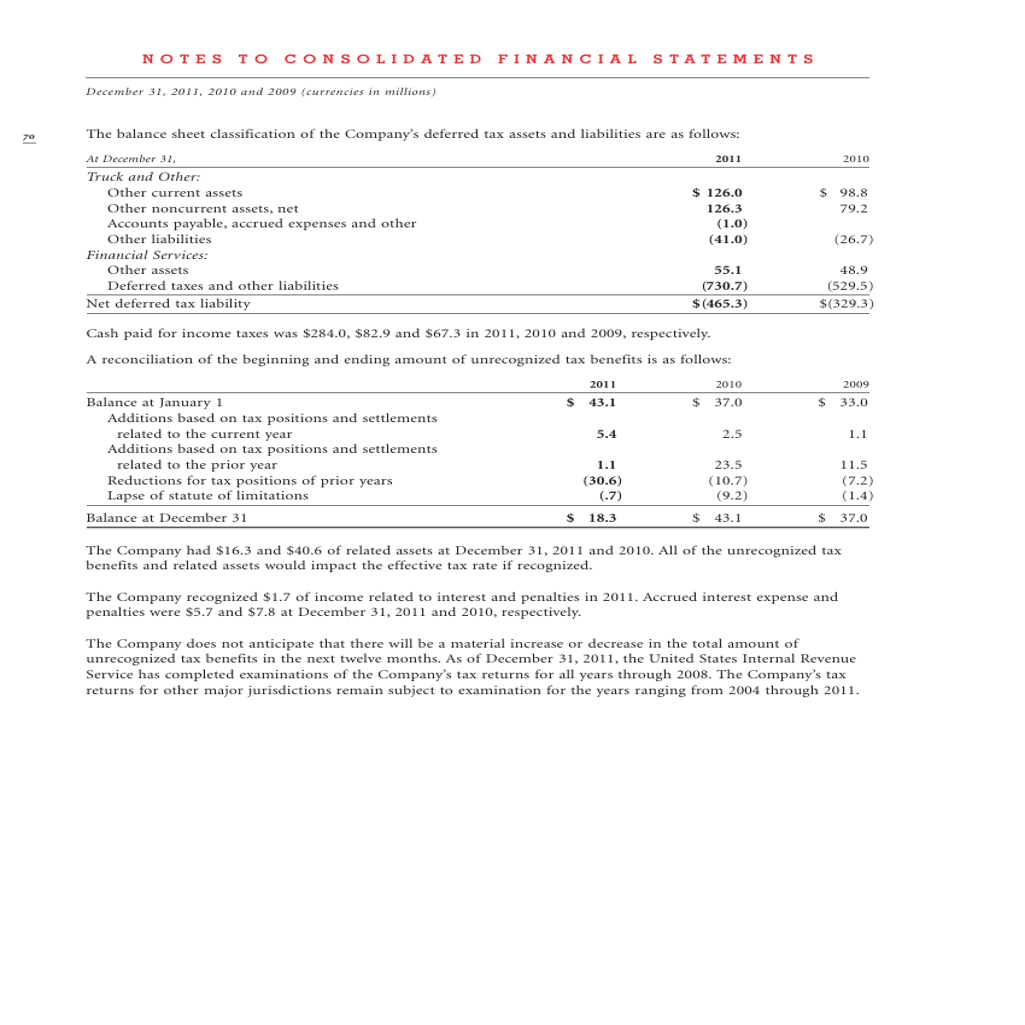 NOTES TO CONSOLIDATED FINANCIAL STATEMENTS
December 31, 2011, 2010 and 2009 (currencies in millions)
70
The balance sheet classification of the Company's deferred tax assets and liabilities are as follows:
At December 31, 2011 2010
Truck and Other:
Other current assets $ 126.0 $ 98.8
Other noncurrent assets, net 126.3 79.2
Accounts payable, accrued expenses and other (1.0)
Other liabilities (41.0) (26.7)
Financial Services:
Other assets 55.1 48.9
Deferred taxes and other liabilities (730.7) (529.5)
Net deferred tax liability $(465.3) $(329.3)
Cash paid for income taxes was $284.0, $82.9 and $67.3 in 2011, 2010 and 2009, respectively.
A reconciliation of the beginning and ending amount of unrecognized tax benefits is as follows:
2011 2010 2009
Balance at January 1 $ 43.1 $ 37.0 $ 33.0
Additions based on tax positions and settlements
related to the current year 5.4 2.5 1.1
Additions based on tax positions and settlements
related to the prior year 1.1 23.5 11.5
Reductions for tax positions of prior years (30.6) (10.7) (7.2)
Lapse of statute of limitations (.7) (9.2) (1.4)
Balance at December 31 $ 18.3 $ 43.1 $ 37.0
The Company had $16.3 and $40.6 of related assets at December 31, 2011 and 2010. All of the unrecognized tax
benefits and related assets would impact the effective tax rate if recognized.
The Company recognized $1.7 of income related to interest and penalties in 2011. Accrued interest expense and
penalties were $5.7 and $7.8 at December 31, 2011 and 2010, respectively.
The Company does not anticipate that there will be a material increase or decrease in the total amount of
unrecognized tax benefits in the next twelve months. As of December 31, 2011, the United States Internal Revenue
Service has completed examinations of the Company's tax returns for all years through 2008. The Company's tax
returns for other major jurisdictions remain subject to examination for the years ranging from 2004 through 2011.